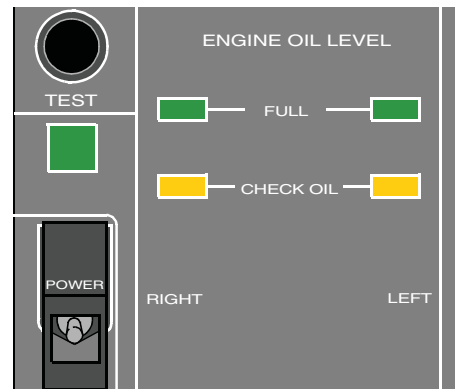 ENGINE OIL LEVEL
TEST
FULL
CHECK OIL
POWER
RIGHT LEFT